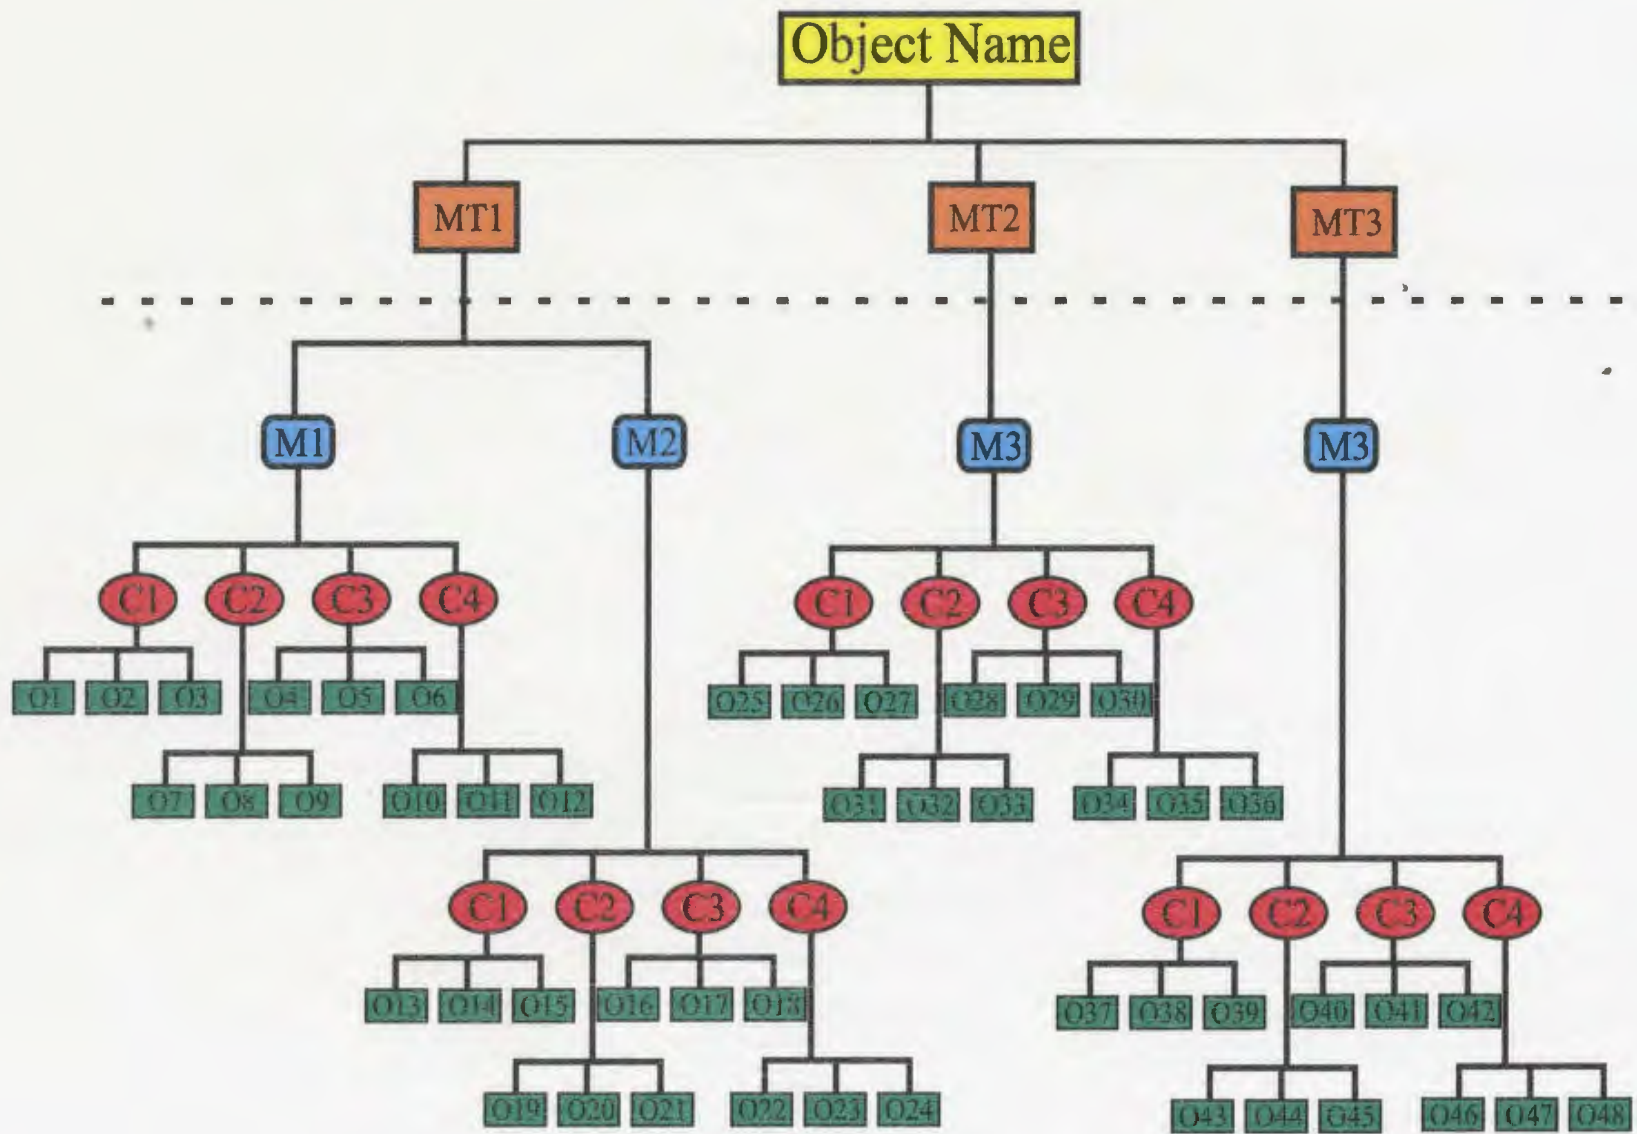 Object Name
MT1 MT2 MT3
M1 M2 M3 M3
C1 C2 C3 C4 C1 C2 C3 C4
O1 O2 O3 O4 O5 O6 O25 O26 O27 O28 O29 O30
O7 O8 O9 O10 O11 O12 O31 O32 O33 O34 O35 O36
C1 C2 C3 C4 C1 C2 C3 C4
O13 O14 O15 O16 O17 O18 O37 O38 O39 O40 O41 O42
O19 O20 O21 O22 O23 O24 O43 O44 O45 O46 O47 O48